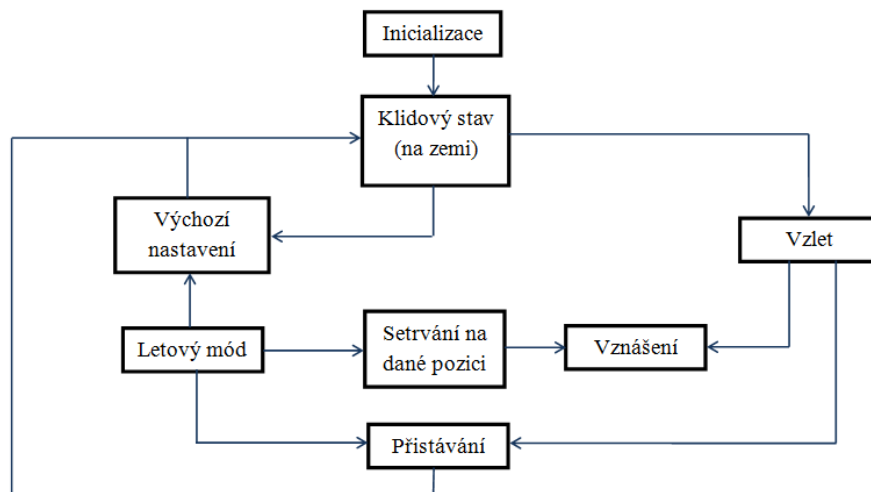 Inicializace
Klidový stav
(na zemi)
Výchozí
nastavení
Vzlet
Letový mód
Setrvání na
dané pozici
Vznášení
Přistávání